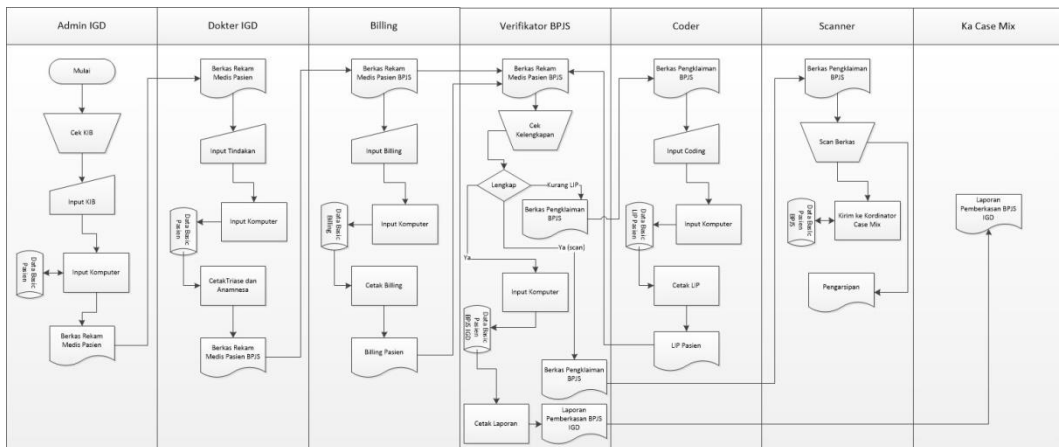 Admin IGD
Dokter IGD
Billing
Verifikator BPJS
Coder
Scanner
Ka Case Mix
Mulai
Cek KIB
Input KIB
Data Basic
Pasien
Input Komputer
Berkas Rekam
Medis Pasien
Berkas Rekam
Medis Pasien
Input Tindakan
Input Komputer
Data Basic
Pasien
CetakTriase dan
Anamnesa
Berkas Rekam
Medis Pasien BPJS
Berkas Rekam
Medis Pasien BPJS
Input Billing
Input Komputer
Data Basic
Billing
Cetak Billing
Billing Pasien
Berkas Rekam
Medis Pasien BPJS
Cek
Kelengkapan
Lengkap
Kurang LIP
Berkas Pengklaiman
BPJS
Ya (scan)
Ya
Input Komputer
Data Basic
Pasien
BPJS IGD
Berkas Pengklaiman
BPJS
Cetak Laporan
Laporan
Pemberkasan BPJS
IGD
Berkas Pengklaiman
BPJS
Input Coding
Input Komputer
Data Basic
LIP Pasien
Cetak LIP
LIP Pasien
Berkas Pengklaiman
BPJS
Scan Berkas
Data Basic
Pasien
BPJS
Kirim ke Kordinator
Case Mix
Pengarsipan
Laporan
Pemberkasan BPJS
IGD